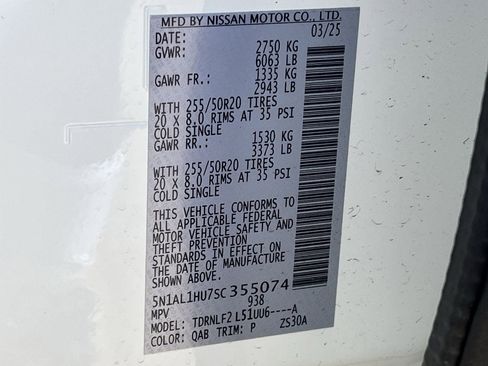 MFD BY NISSAN MOTOR CO., LTD.
DATE: 03/25
GVWR: 2750 KG
6063 LB
GAWR FR.: 1335 KG
2943 LB
WITH 255/50R20 TIRES
20 X 8.0 RIMS AT 35 PSI
COLD SINGLE
GAWR RR.: 1530 KG
3373 LB
WITH 255/50R20 TIRES
20 X 8.0 RIMS AT 35 PSI
COLD SINGLE
THIS VEHICLE CONFORMS TO
ALL APPLICABLE FEDERAL
MOTOR VEHICLE SAFETY AND
THEFT PREVENTION
STANDARDS IN EFFECT ON
THE DATE OF MANUFACTURE
SHOWN ABOVE.
5N1AL1HU7SC355074
MPV 938
MODEL: TDRNLF2 L51UU6----A
COLOR: QAB TRIM: P ZS30A